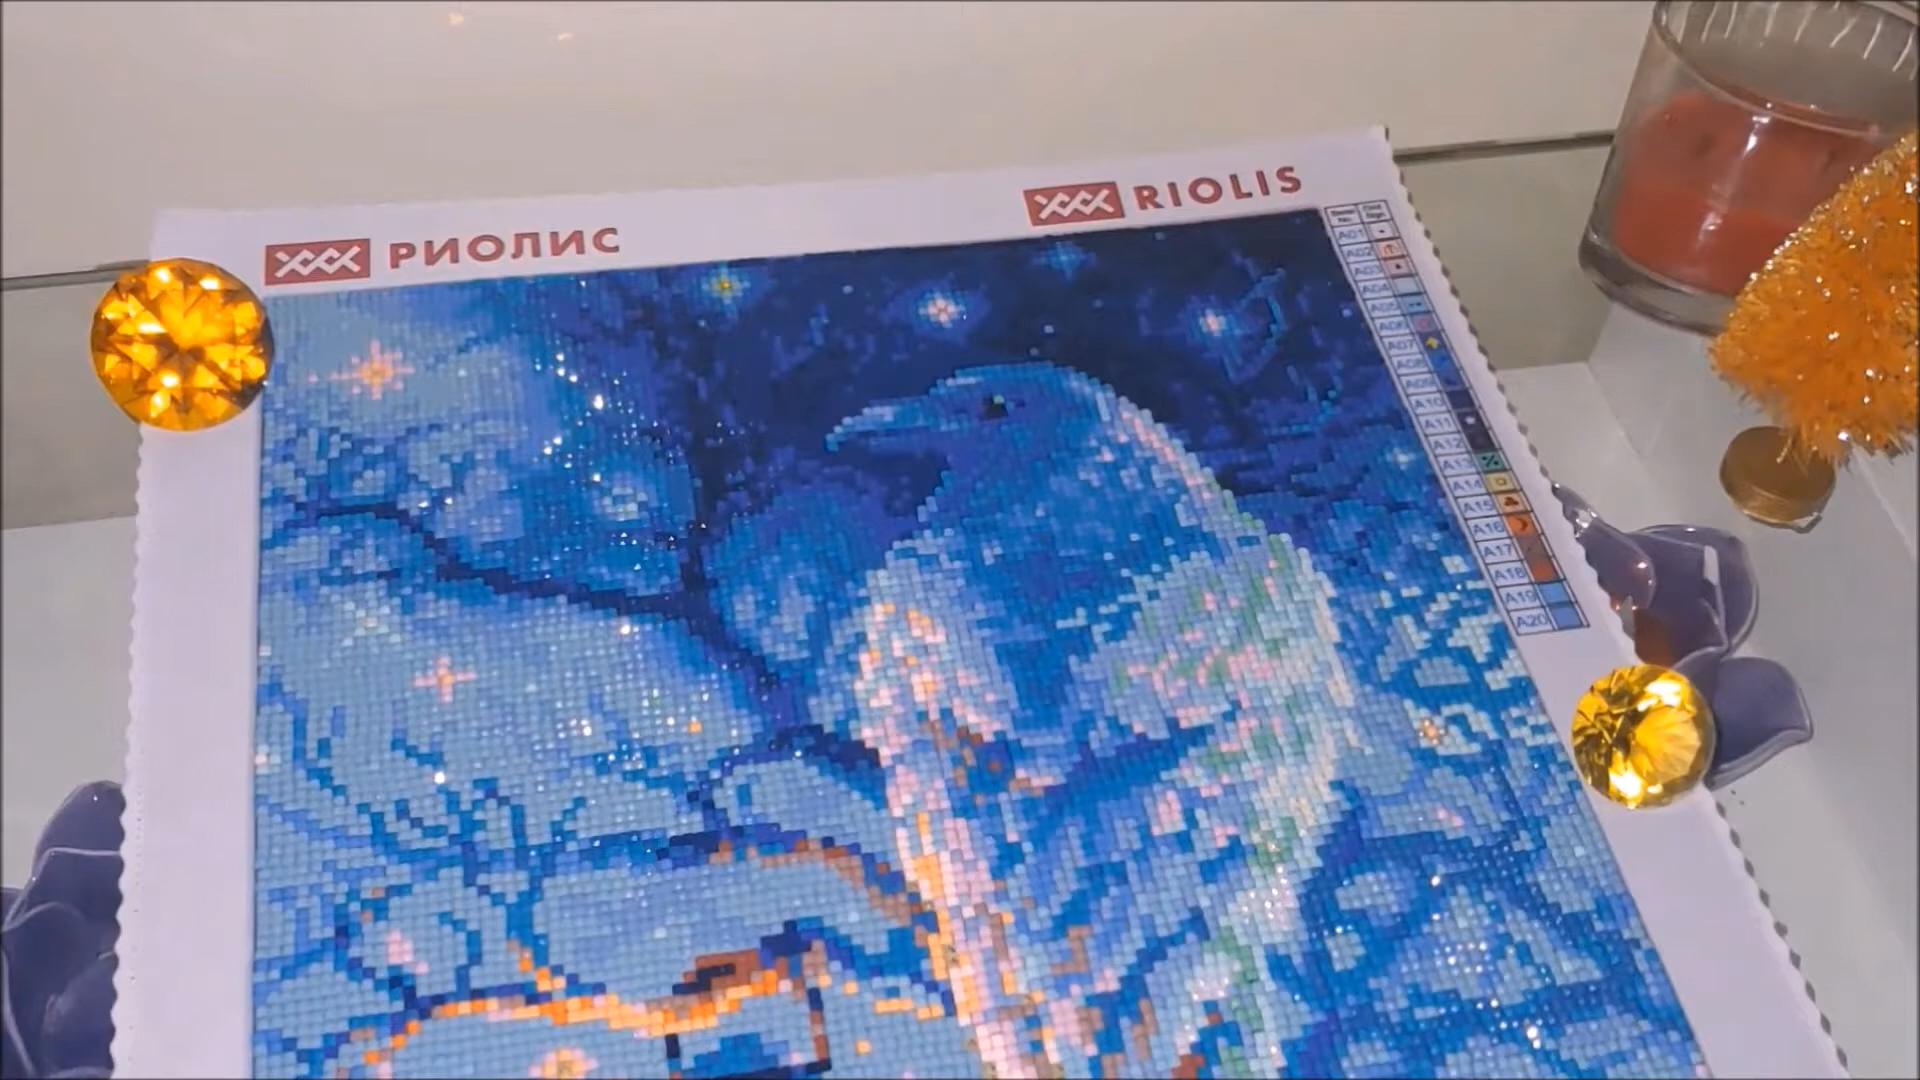 РИОЛИС
RIOLIS
A01
A02
A03
A04
A05
A06
A07
A08
A09
A10
A11
A12
A13
A14
A15
A16
A17
A18
A19
A20